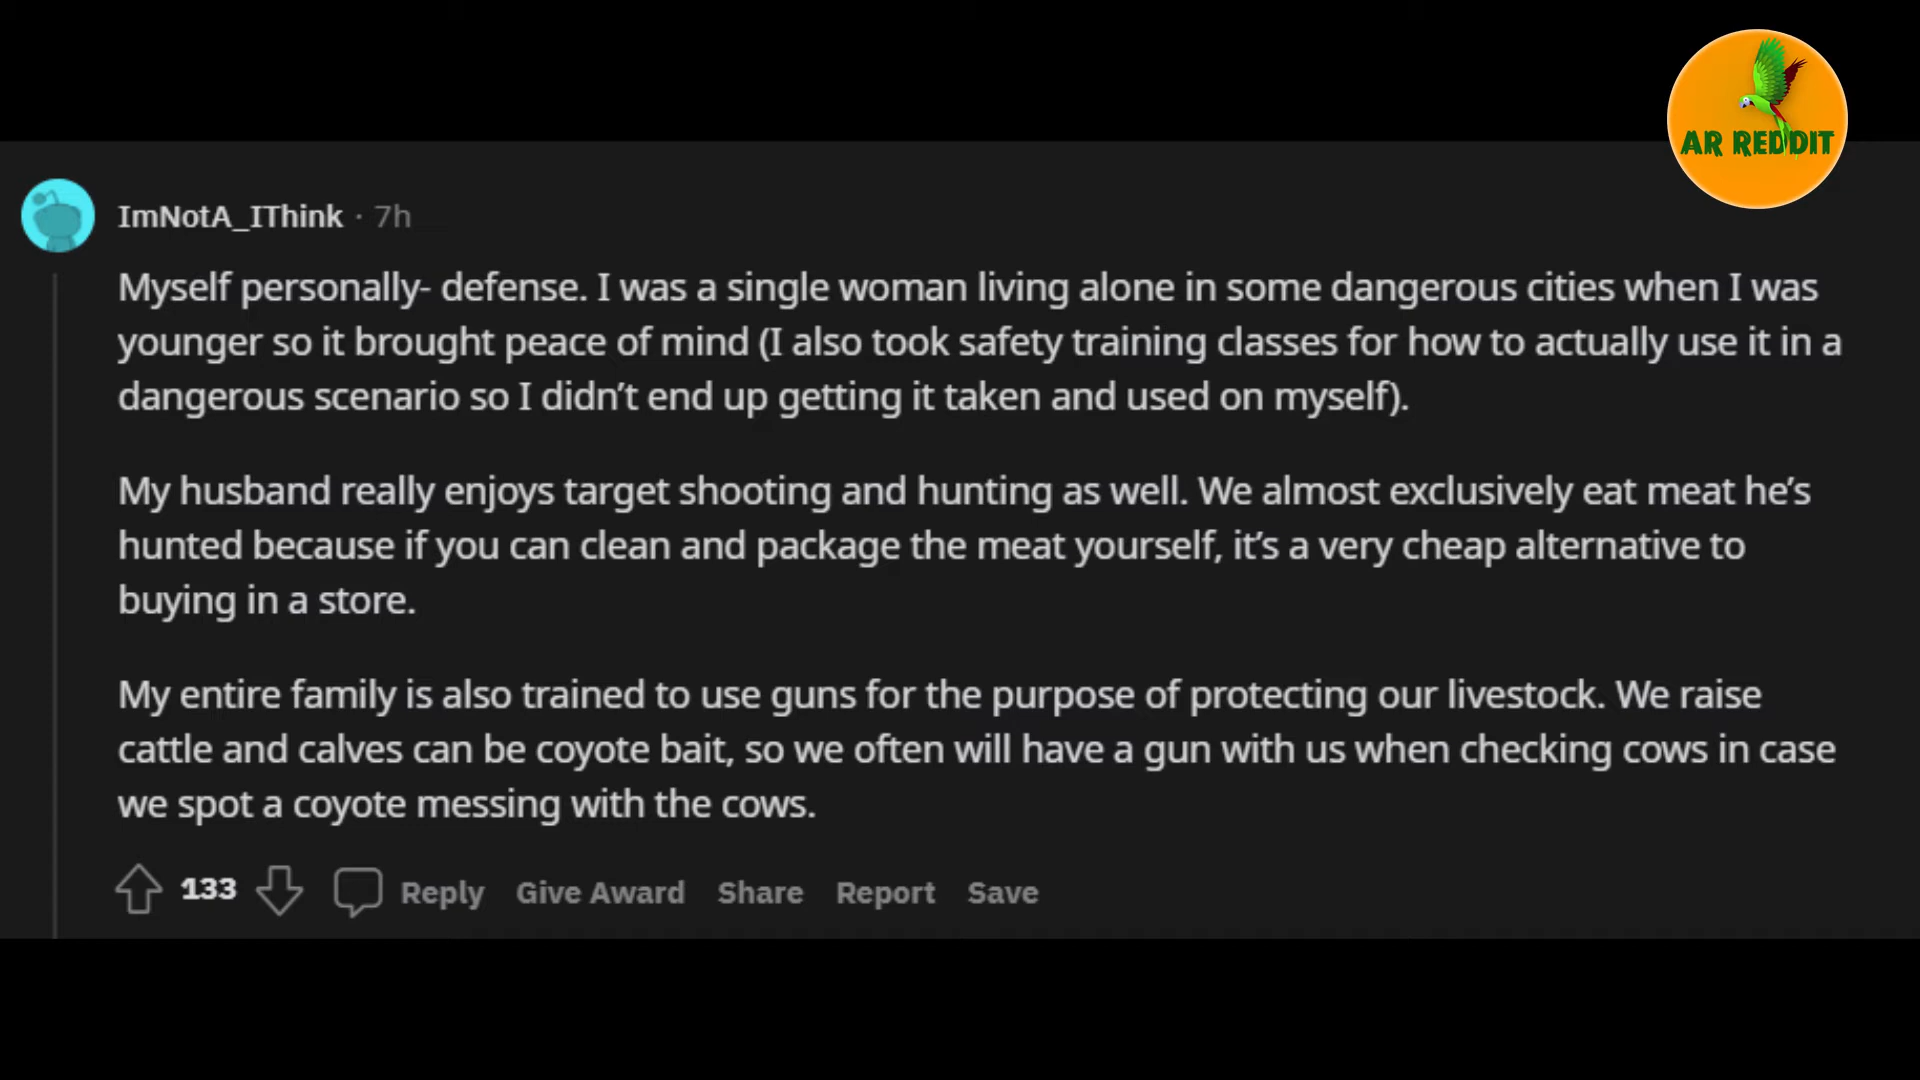 AR REDDIT
ImNotA_IThink · 7h
Myself personally- defense. I was a single woman living alone in some dangerous cities when I was
younger so it brought peace of mind (I also took safety training classes for how to actually use it in a
dangerous scenario so I didn’t end up getting it taken and used on myself).
My husband really enjoys target shooting and hunting as well. We almost exclusively eat meat he’s
hunted because if you can clean and package the meat yourself, it’s a very cheap alternative to
buying in a store.
My entire family is also trained to use guns for the purpose of protecting our livestock. We raise
cattle and calves can be coyote bait, so we often will have a gun with us when checking cows in case
we spot a coyote messing with the cows.
133 Reply Give Award Share Report Save